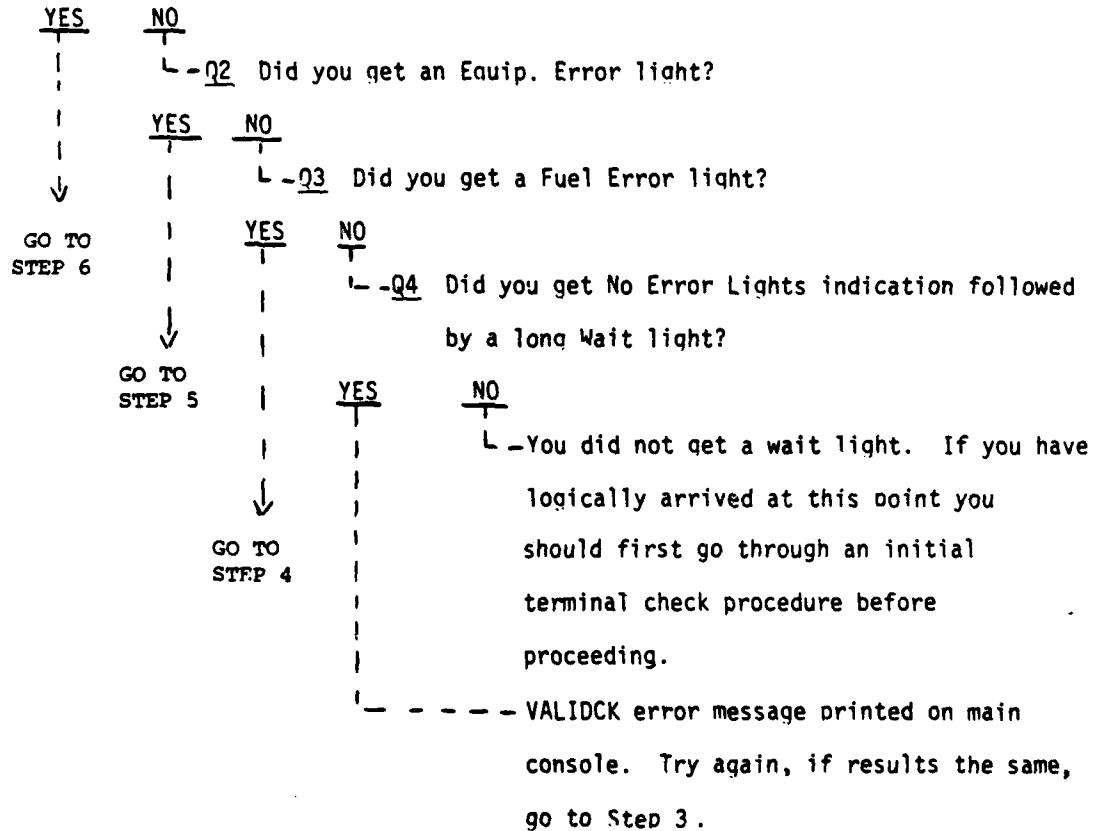 YES NO
Q2 Did you get an Equip. Error light?
YES NO
Q3 Did you get a Fuel Error light?
GO TO
STEP 6
YES NO
Q4 Did you get No Error Lights indication followed
by a long Wait light?
GO TO
STEP 5
YES NO
You did not get a wait light. If you have
logically arrived at this point you
should first go through an initial
terminal check procedure before
proceeding.
GO TO
STEP 4
VALIDCK error message printed on main
console. Try again, if results the same,
go to Step 3.